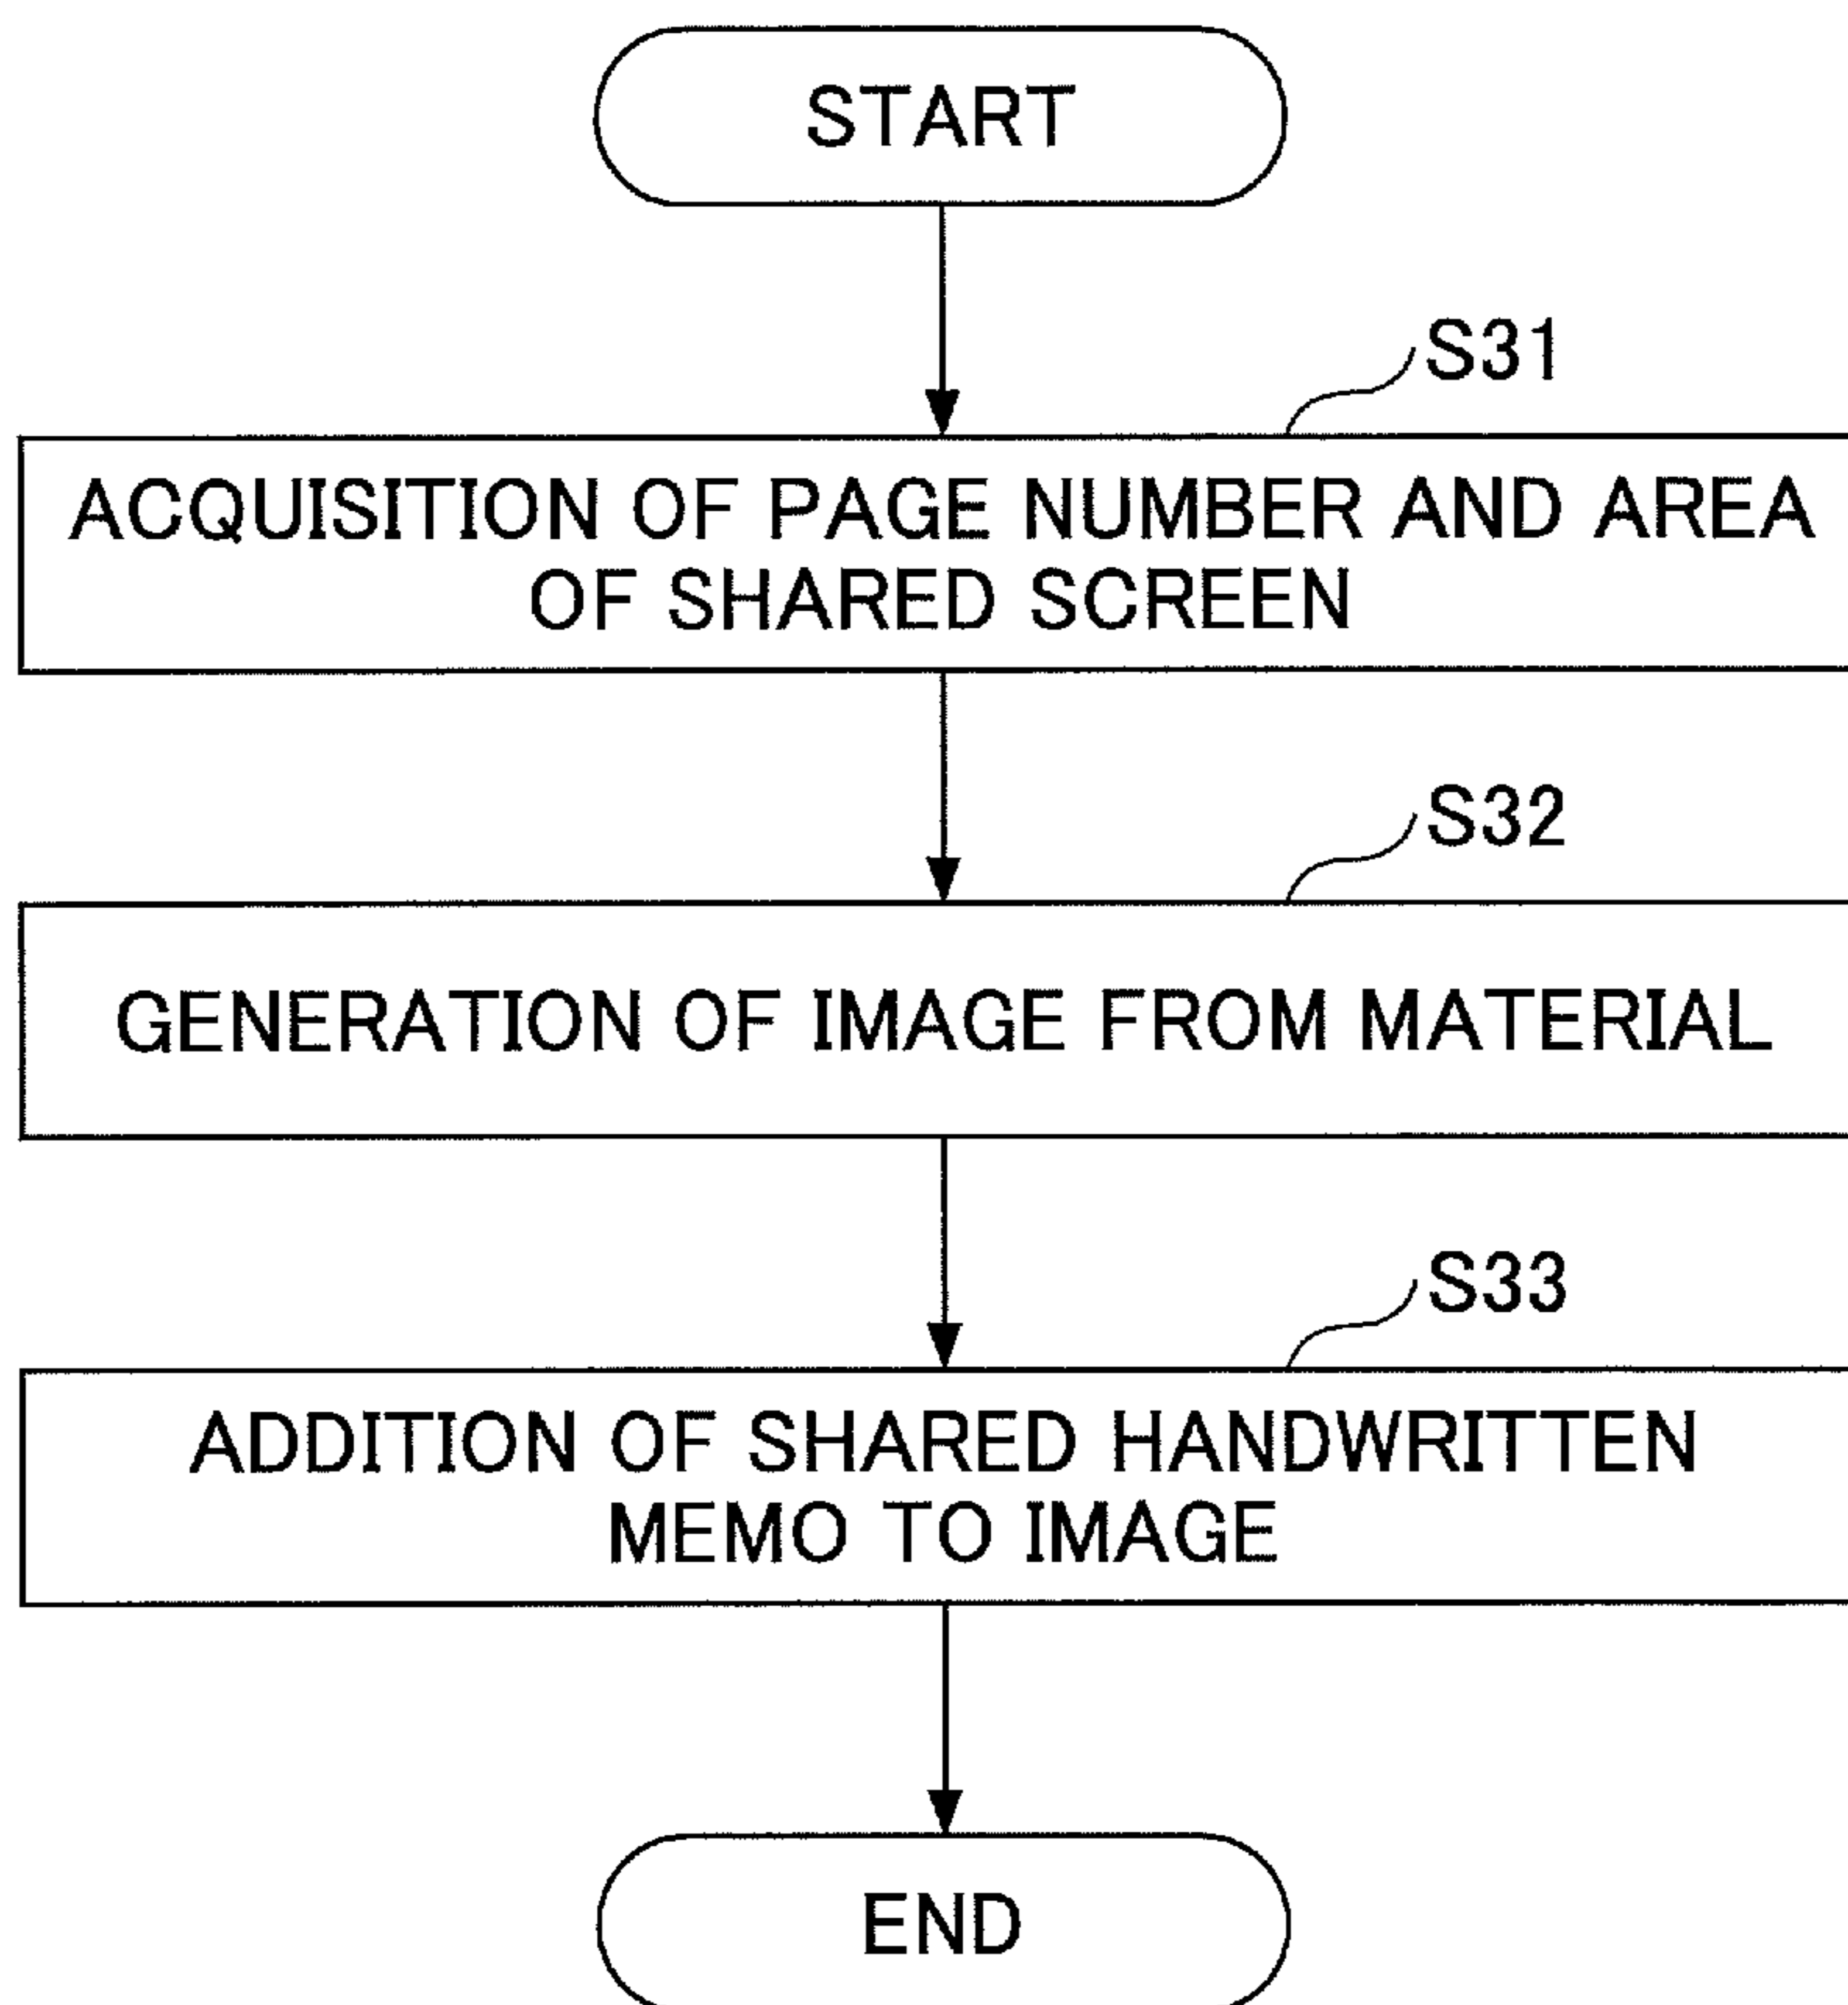 START
S31
ACQUISITION OF PAGE NUMBER AND AREA
OF SHARED SCREEN
S32
GENERATION OF IMAGE FROM MATERIAL
S33
ADDITION OF SHARED HANDWRITTEN
MEMO TO IMAGE
END